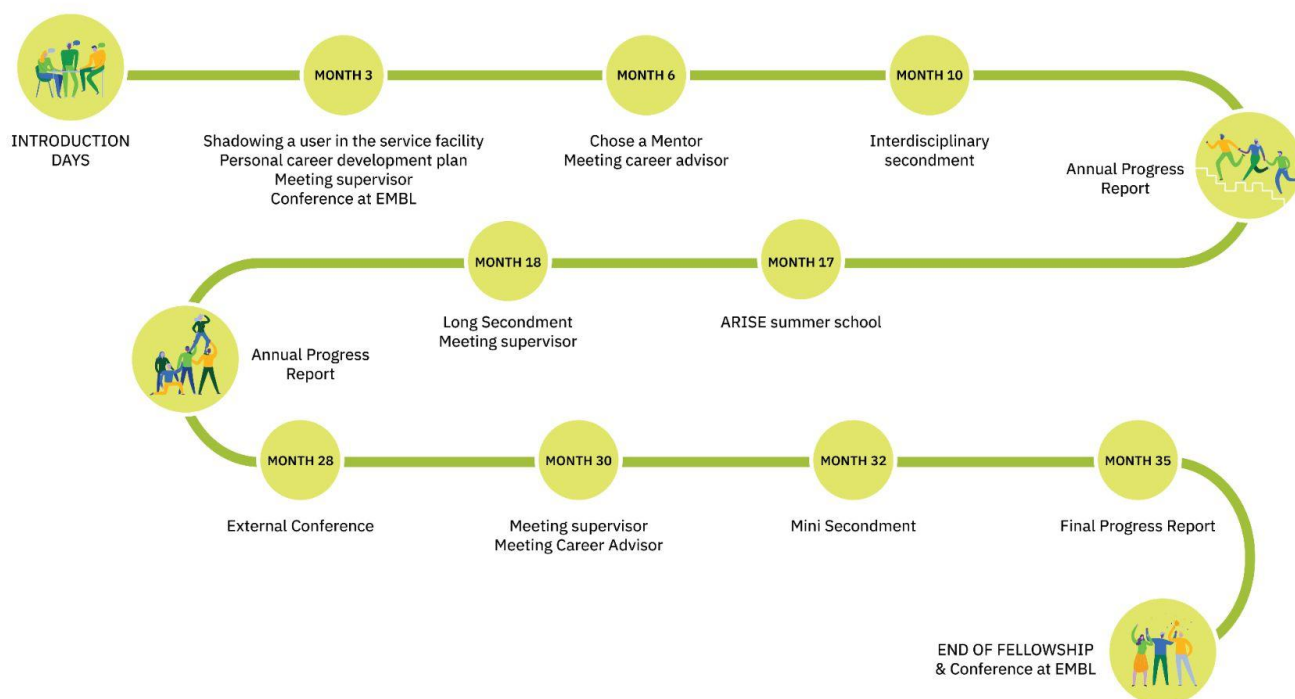 INTRODUCTION
DAYS
MONTH 3
Shadowing a user in the service facility
Personal career development plan
Meeting supervisor
Conference at EMBL
MONTH 6
Chose a Mentor
Meeting career advisor
MONTH 10
Interdisciplinary
secondment
Annual Progress
Report
MONTH 17
ARISE summer school
MONTH 18
Long Secondment
Meeting supervisor
Annual Progress
Report
MONTH 28
External Conference
MONTH 30
Meeting supervisor
Meeting Career Advisor
MONTH 32
Mini Secondment
MONTH 35
Final Progress Report
END OF FELLOWSHIP
& Conference at EMBL